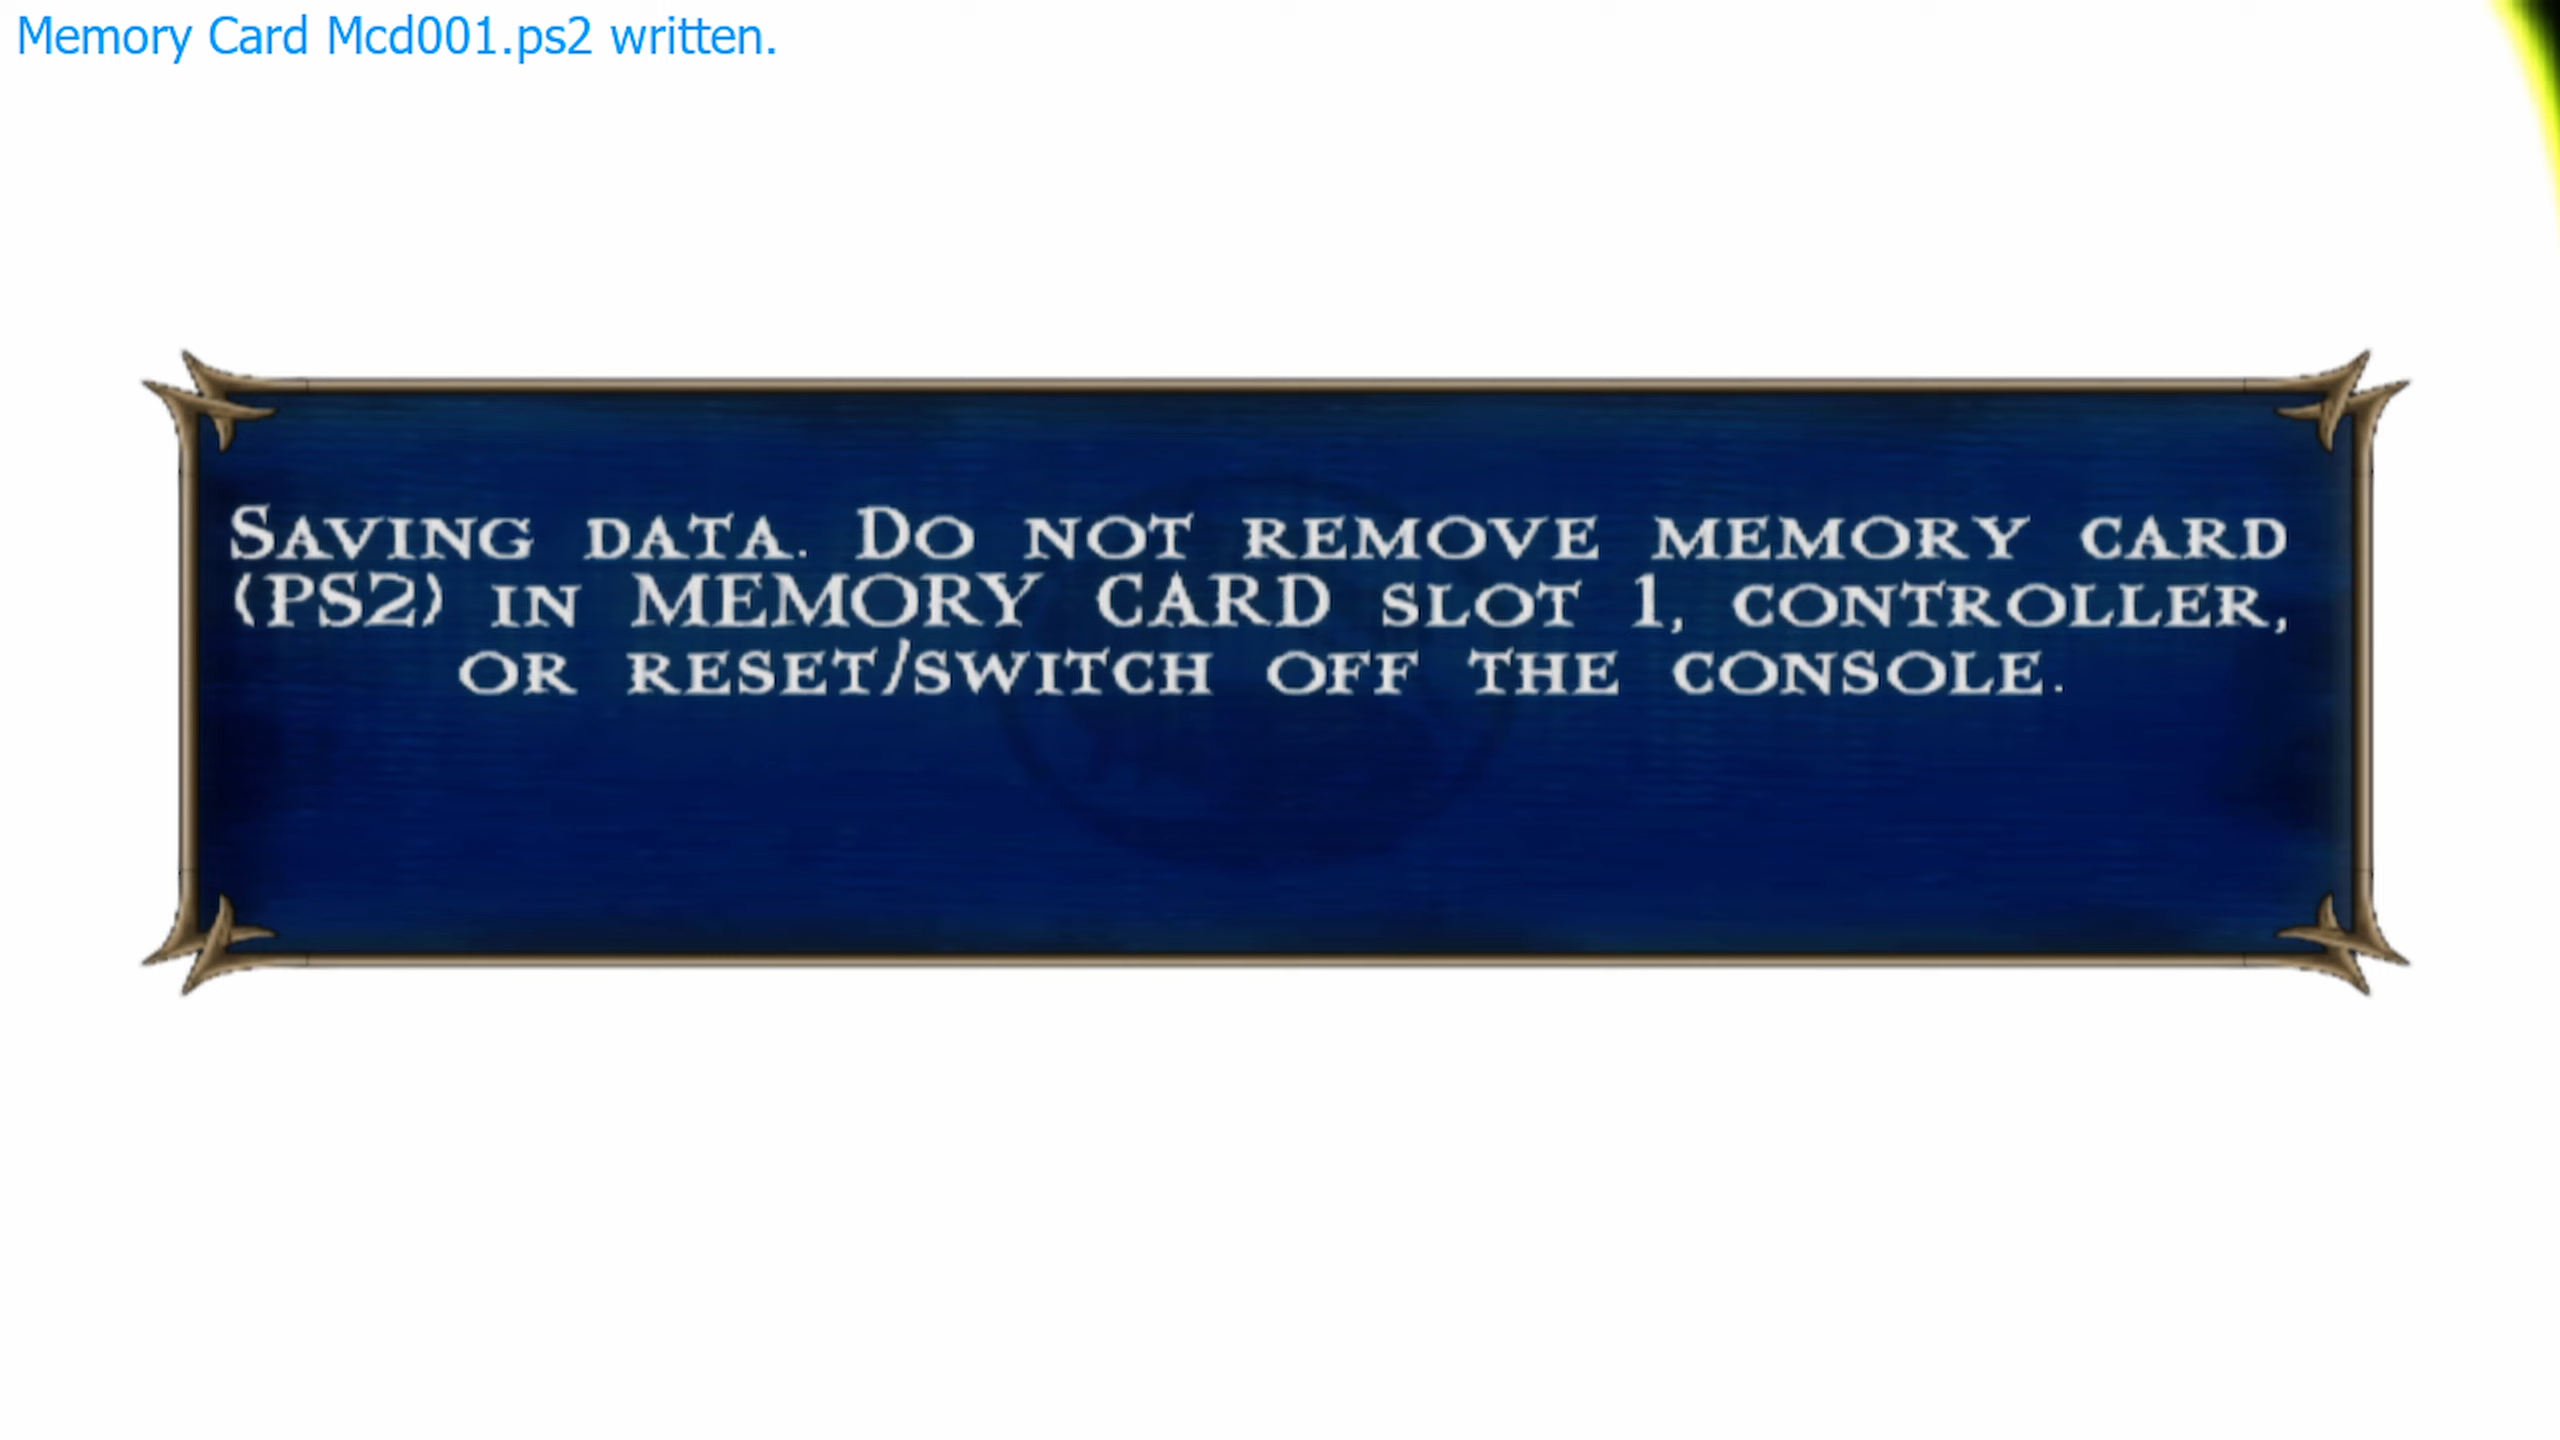 Memory Card Mcd001.ps2 written.
Saving data. Do not remove memory card
(PS2) in MEMORY CARD slot 1, controller,
or reset/switch off the console.